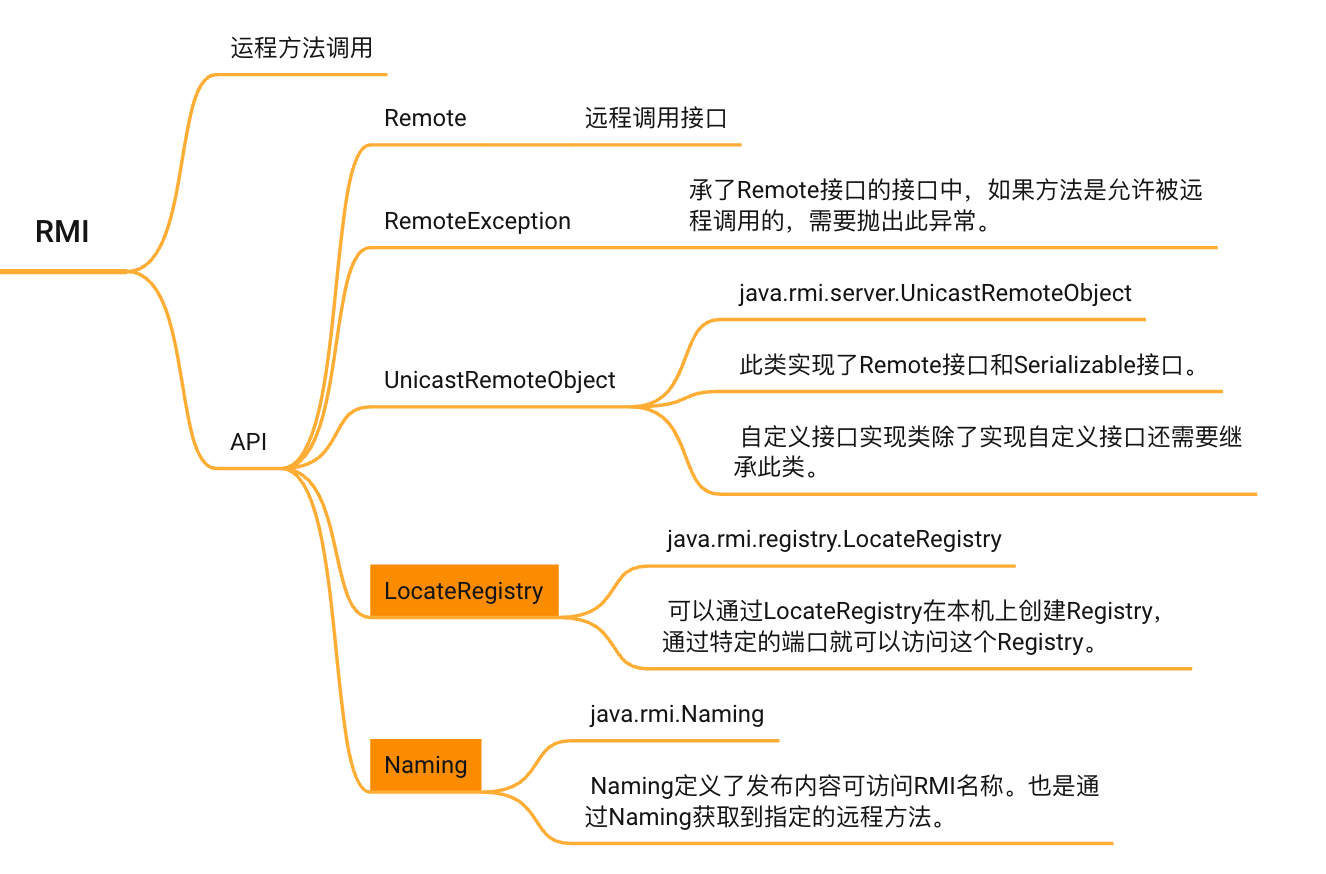 运程方法调用
Remote
远程调用接口
承了Remote接口的接口中，如果方法是允许被远
程调用的，需要抛出此异常。
RemoteException
RMI
java.rmi.server.UnicastRemoteObject
此类实现了Remote接口和Serializable接口。
UnicastRemoteObject
自定义接口实现类除了实现自定义接口还需要继
承此类。
API
java.rmi.registry.LocateRegistry
LocateRegistry
可以通过LocateRegistry在本机上创建Registry，
通过特定的端口就可以访问这个Registry。
java.rmi.Naming
Naming
Naming定义了发布内容可访问RMI名称。也是通
过Naming获取到指定的远程方法。